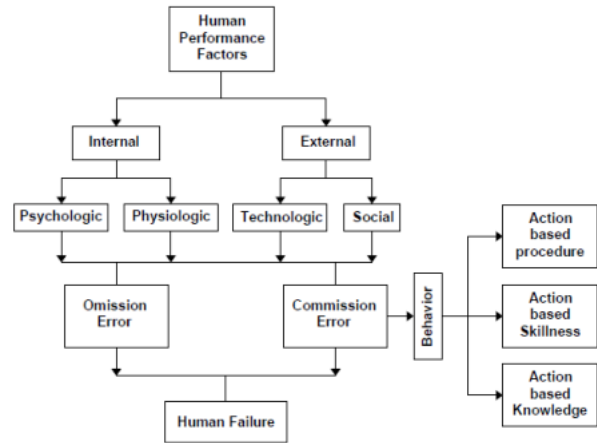 Human
Performance
Factors
Internal
External
Psychologic
Physiologic
Technologic
Social
Omission
Error
Commission
Error
Behavior
Action
based
procedure
Action
based
Skillness
Action
based
Knowledge
Human Failure